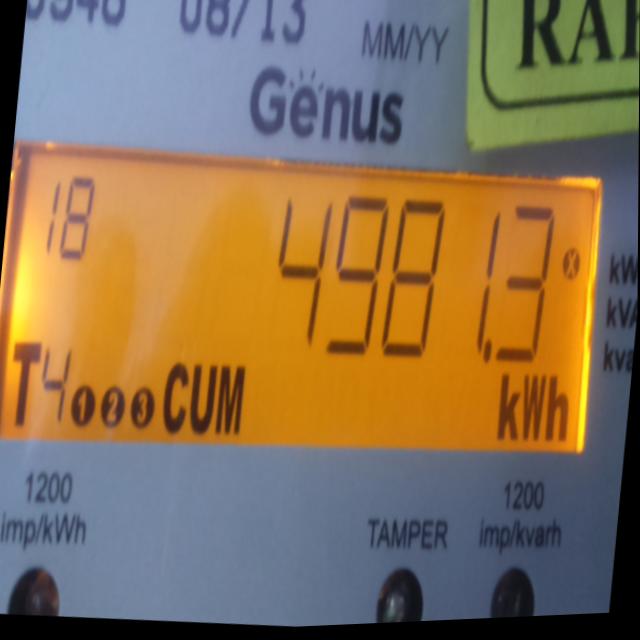 08/13 MM/YY
Genus
18 4981.3
T4 1 2 3 CUM kWh
1200 1200
imp/kWh TAMPER imp/kvarh